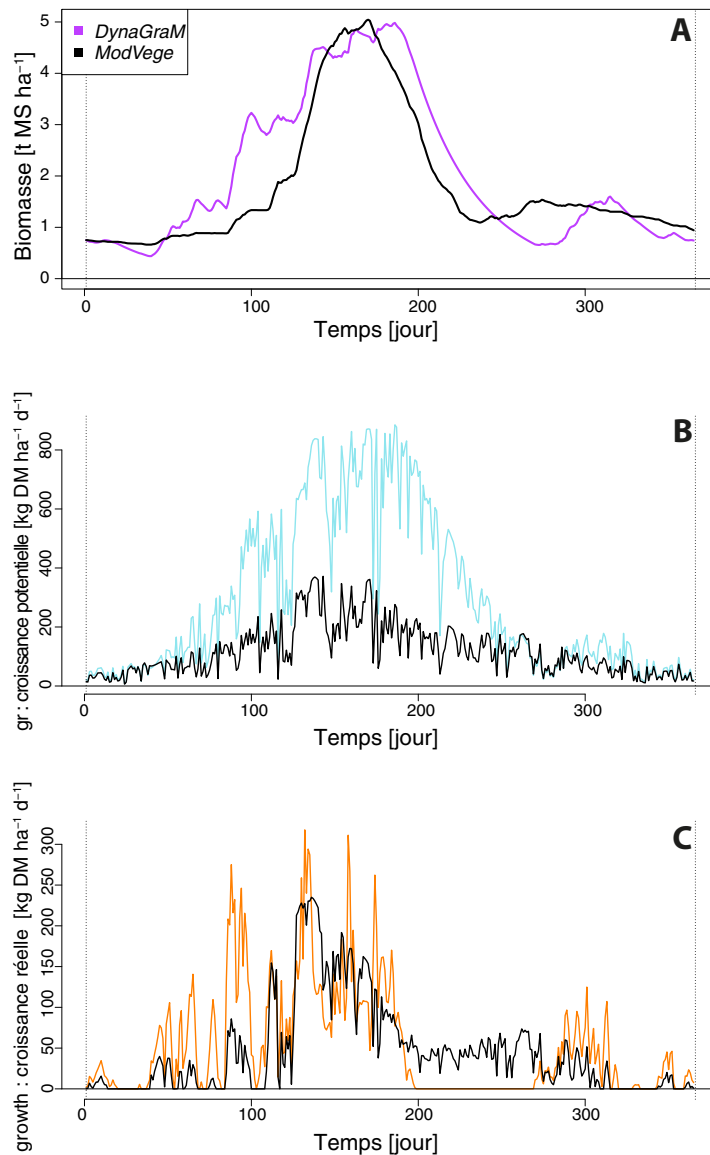 A
DynaGraM
ModVege
Biomasse [t MS ha⁻¹]
5
4
3
2
1
0
0 100 200 300
Temps [jour]
B
gr : croissance potentielle [kg DM ha⁻¹ d⁻¹]
800
600
400
200
0
0 100 200 300
Temps [jour]
C
growth : croissance réelle [kg DM ha⁻¹ d⁻¹]
300
250
200
150
100
50
0
0 100 200 300
Temps [jour]